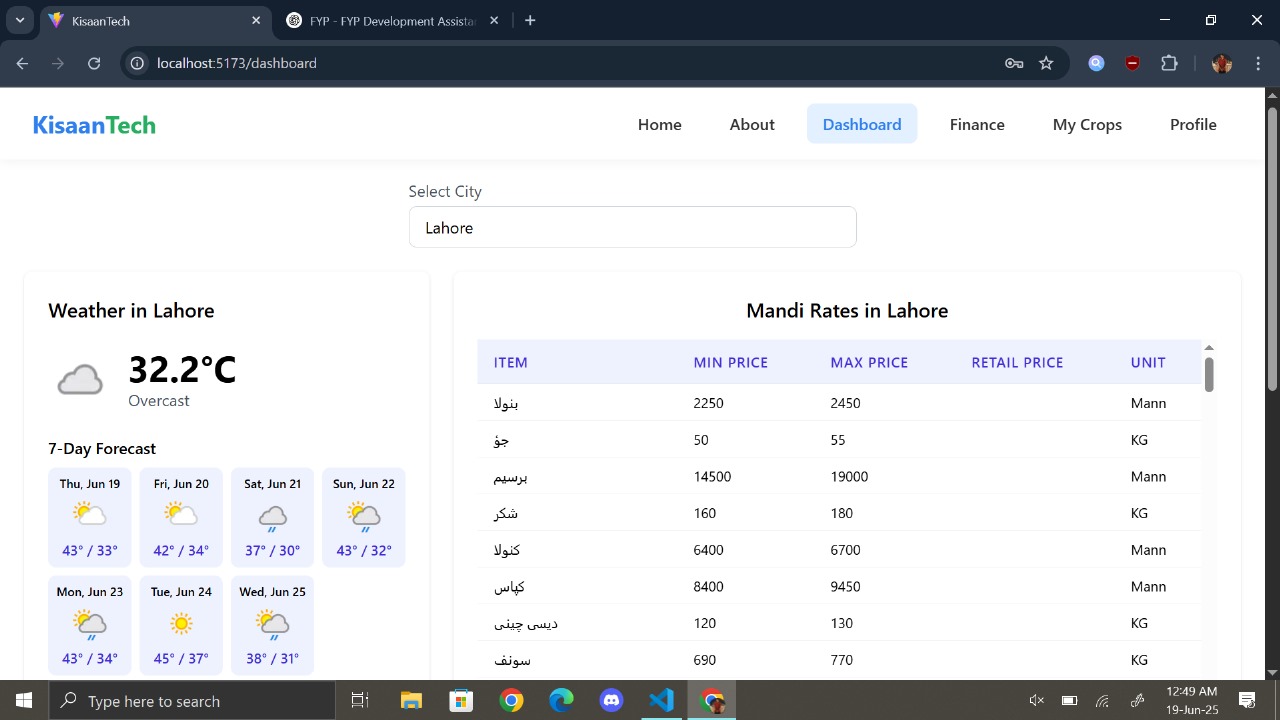 KisaanTech
FYP - FYP Development Assista
localhost:5173/dashboard
KisaanTech
Home About Dashboard Finance My Crops Profile
Select City
Lahore
Weather in Lahore
32.2°C
Overcast
7-Day Forecast
Thu, Jun 19 Fri, Jun 20 Sat, Jun 21 Sun, Jun 22
43° / 33° 42° / 34° 37° / 30° 43° / 32°
Mon, Jun 23 Tue, Jun 24 Wed, Jun 25
43° / 34° 45° / 37° 38° / 31°
Mandi Rates in Lahore
ITEM MIN PRICE MAX PRICE RETAIL PRICE UNIT
بنولا 2250 2450 Mann
جؤ 50 55 KG
برسیم 14500 19000 Mann
شکر 160 180 KG
کنولا 6400 6700 Mann
کپاس 8400 9450 Mann
دیسی چینی 120 130 KG
سونف 690 770 KG
Type here to search
12:49 AM
19-Jun-25